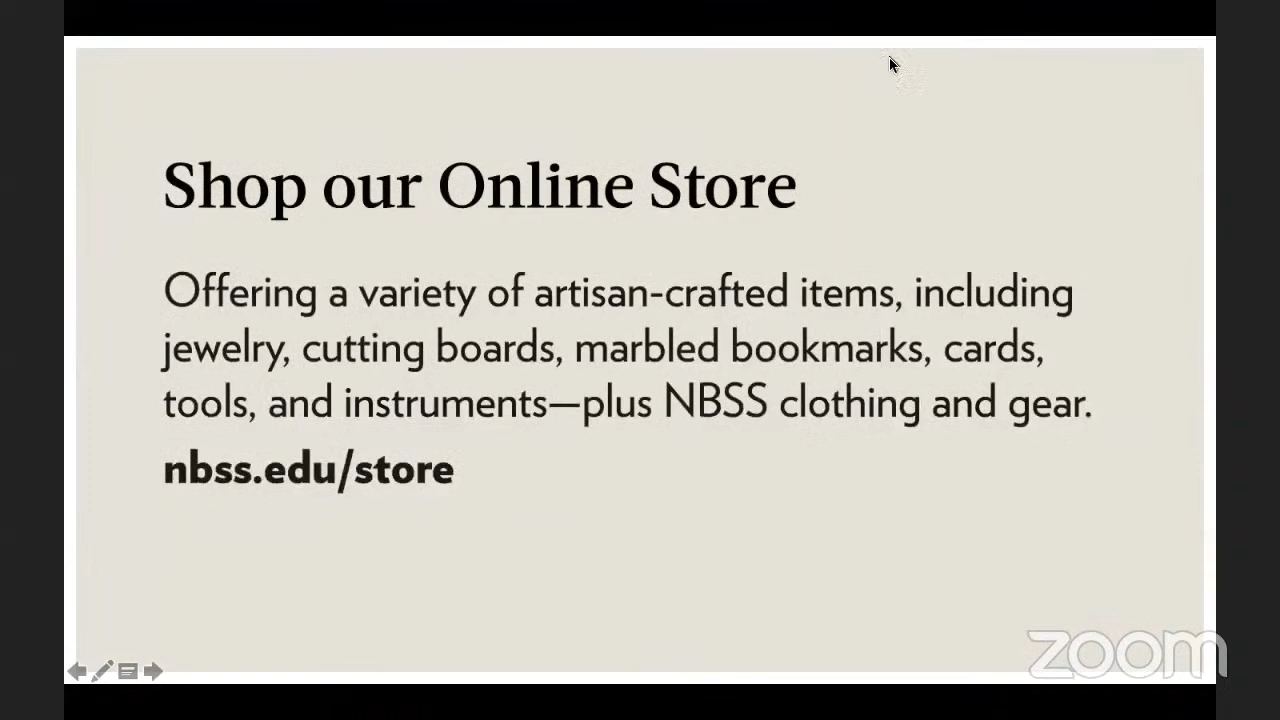 Shop our Online Store
Offering a variety of artisan-crafted items, including
jewelry, cutting boards, marbled bookmarks, cards,
tools, and instruments—plus NBSS clothing and gear.
nbss.edu/store
zoom